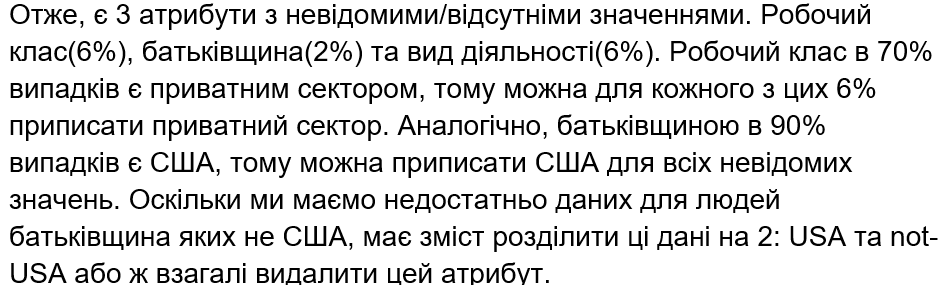 Отже, є 3 атрибути з невідомими/відсутніми значеннями. Робочий
клас(6%), батьківщина(2%) та вид діяльності(6%). Робочий клас в 70%
випадків є приватним сектором, тому можна для кожного з цих 6%
приписати приватний сектор. Аналогічно, батьківщиною в 90%
випадків є США, тому можна приписати США для всіх невідомих
значень. Оскільки ми маємо недостатньо даних для людей
батьківщина яких не США, має зміст розділити ці дані на 2: USA та not-
USA або ж взагалі видалити цей атрибут.